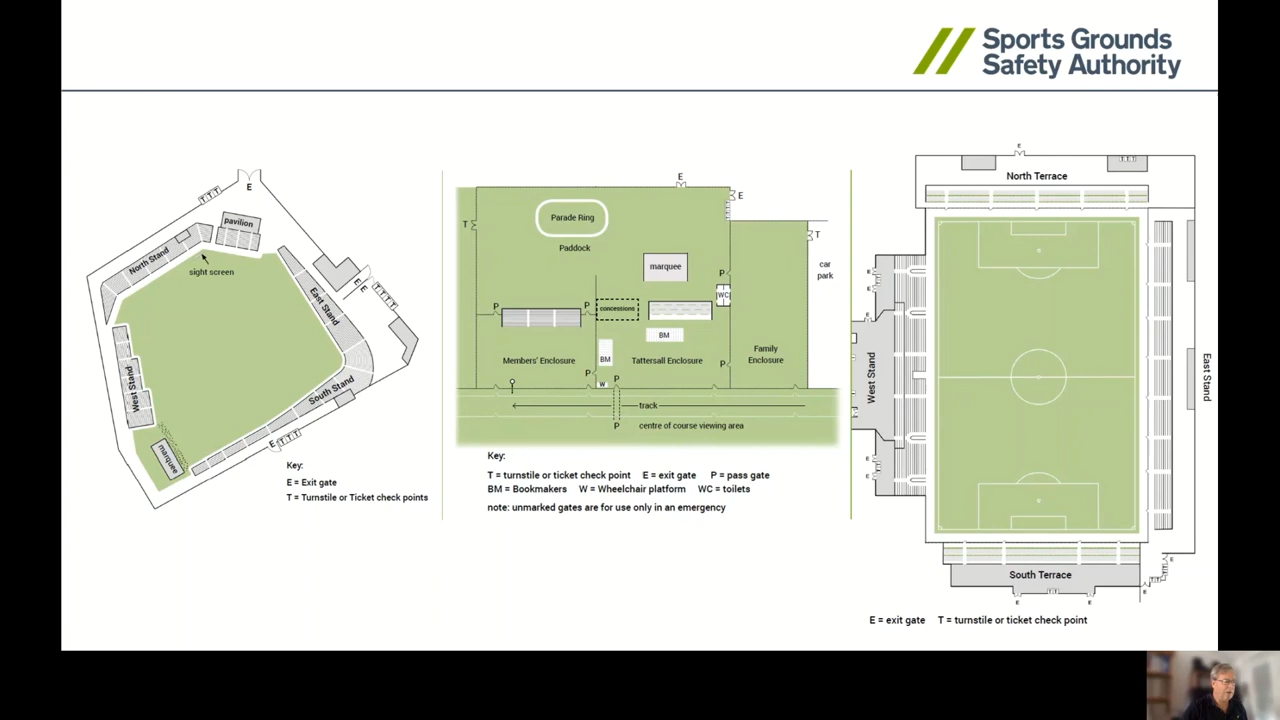 Sports Grounds
Safety Authority
E
T T T
pavilion
North Stand
sight screen
East Stand
E
E
T T T T
West Stand
South Stand
marquee
E
T T T
Key:
E = Exit gate
T = Turnstile or Ticket check points
E
E
T
T
Parade Ring
Paddock
marquee
car
park
P
WC
P
P
concessions
BM
BM
Members' Enclosure
Tattersall Enclosure
Family
Enclosure
P
P
P
W
track
P
centre of course viewing area
Key:
T = turnstile or ticket check point E = exit gate P = pass gate
BM = Bookmakers W = Wheelchair platform WC = toilets
note: unmarked gates are for use only in an emergency
E
North Terrace
E
E
E
West Stand
East Stand
E
E
South Terrace
E
E
E
E
E = exit gate T = turnstile or ticket check point